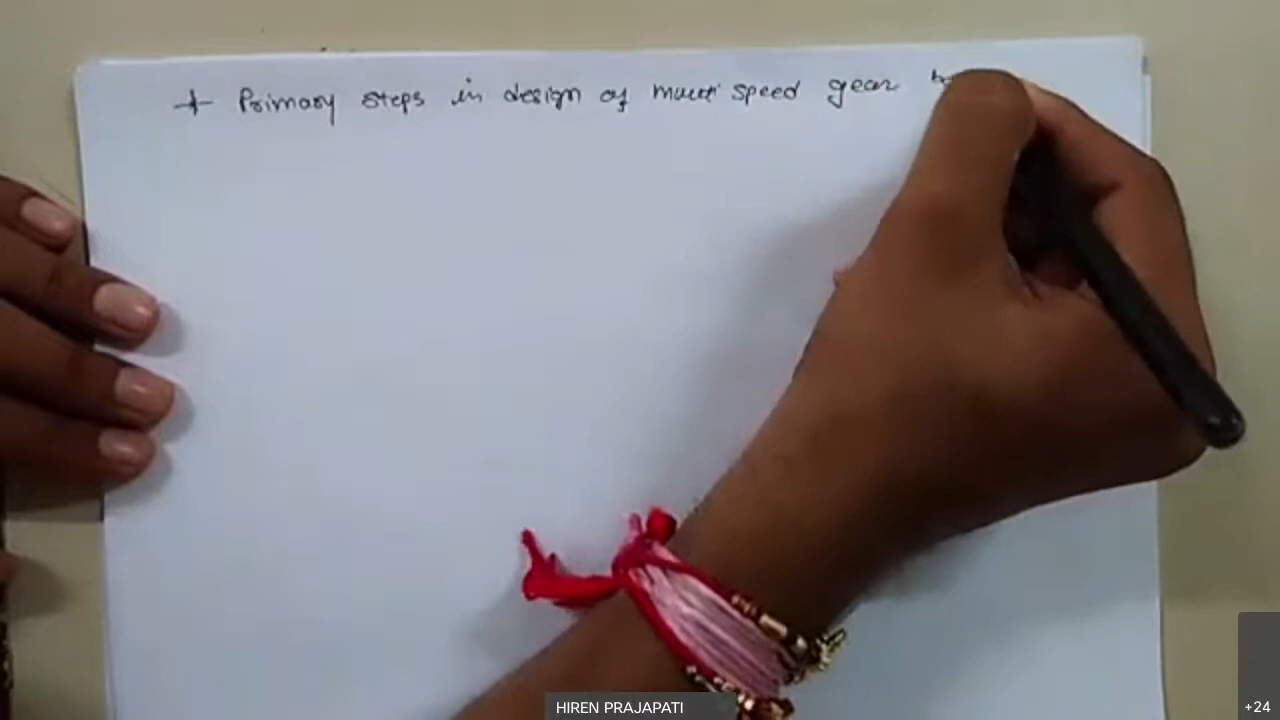 + Primary steps in design of multi speed gear b
HIREN PRAJAPATI
+24